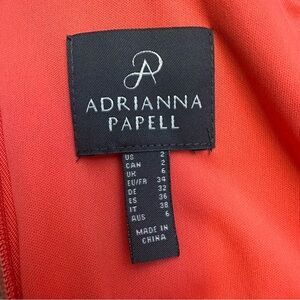 ADRIANNA
PAPELL
US 2
CAN 2
UK 6
EU/FR 34
DE 32
ES 36
IT 38
AUS 6
MADE IN
CHINA